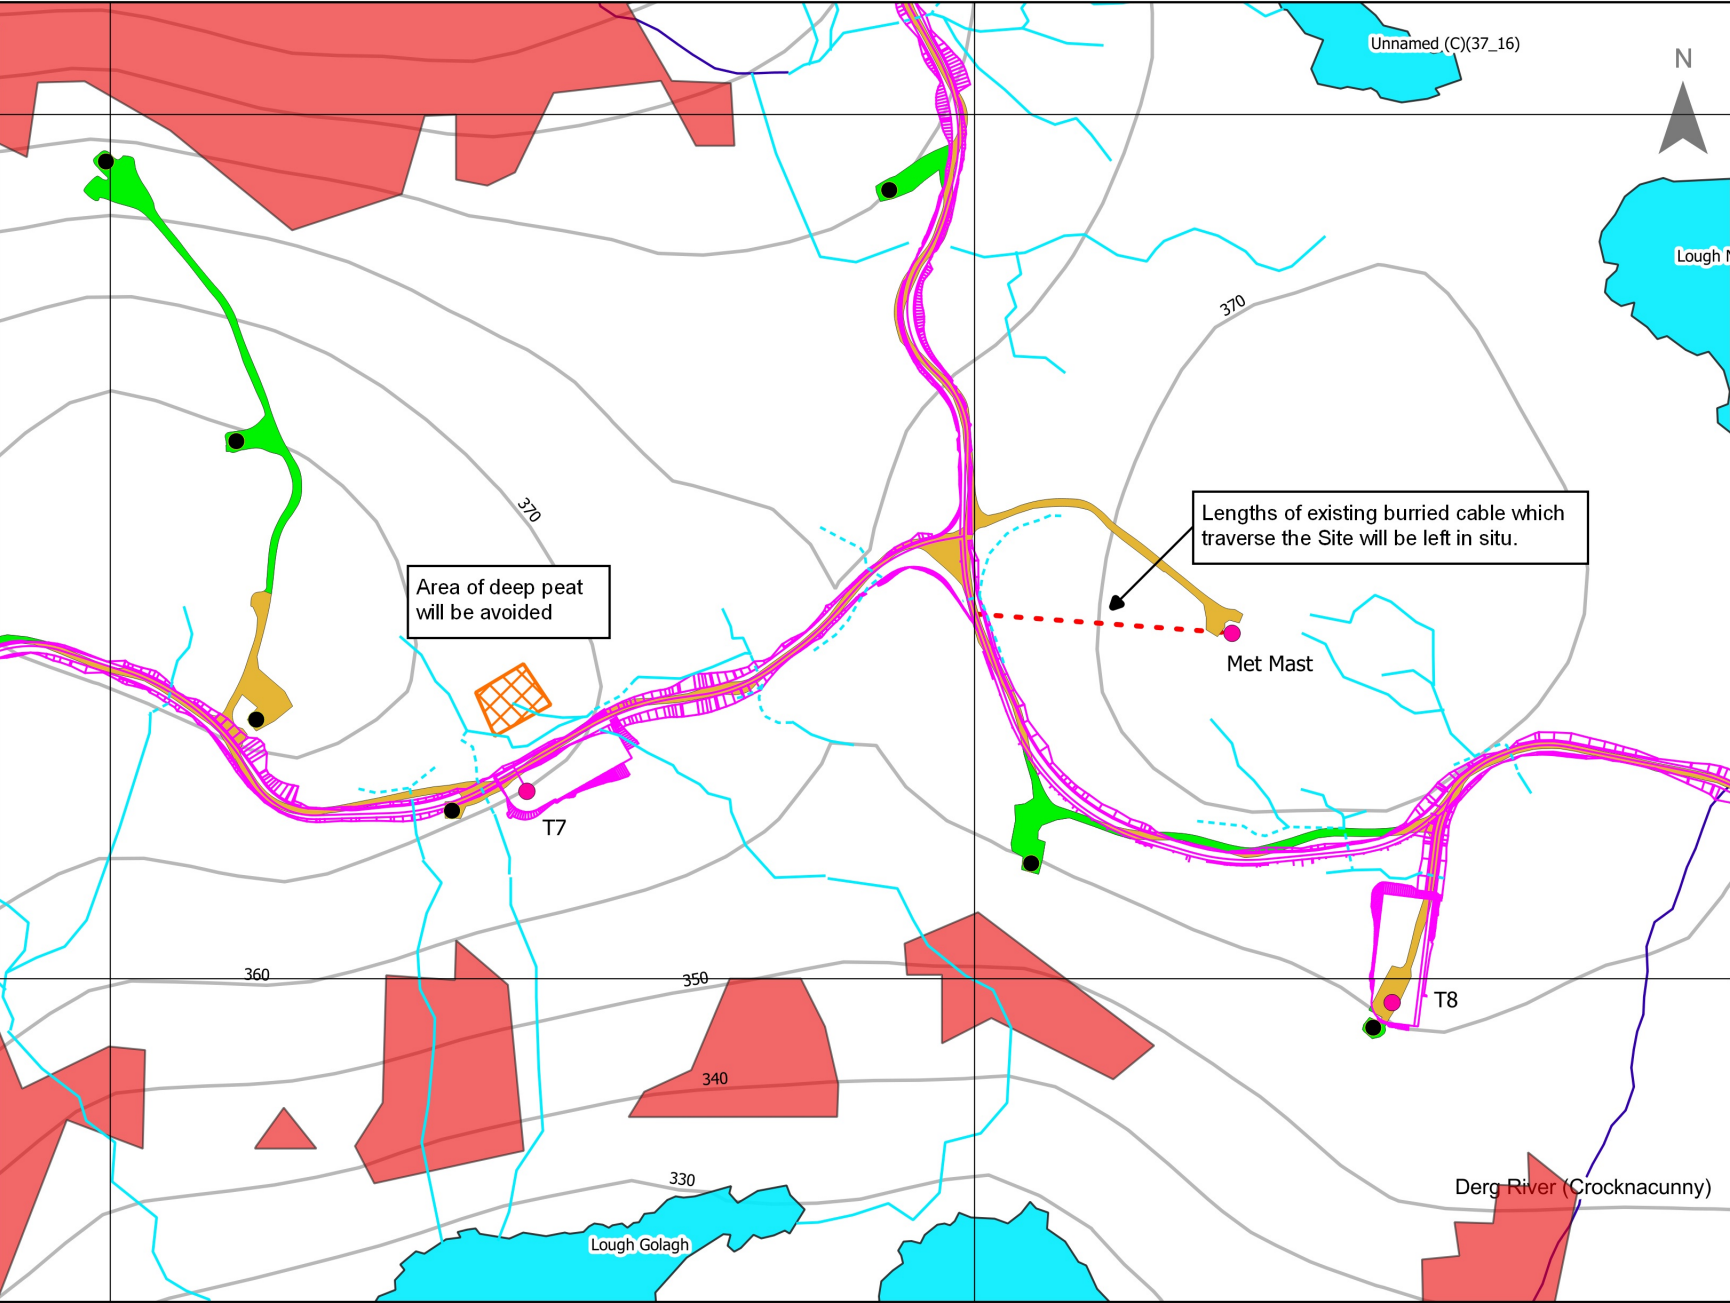 Unnamed (C)(37_16)
N
Lough
370
Lengths of existing burried cable which
traverse the Site will be left in situ.
370
Area of deep peat
will be avoided
Met Mast
T7
360
350
T8
340
330
Derg River (Crocknacunny)
Lough Golagh